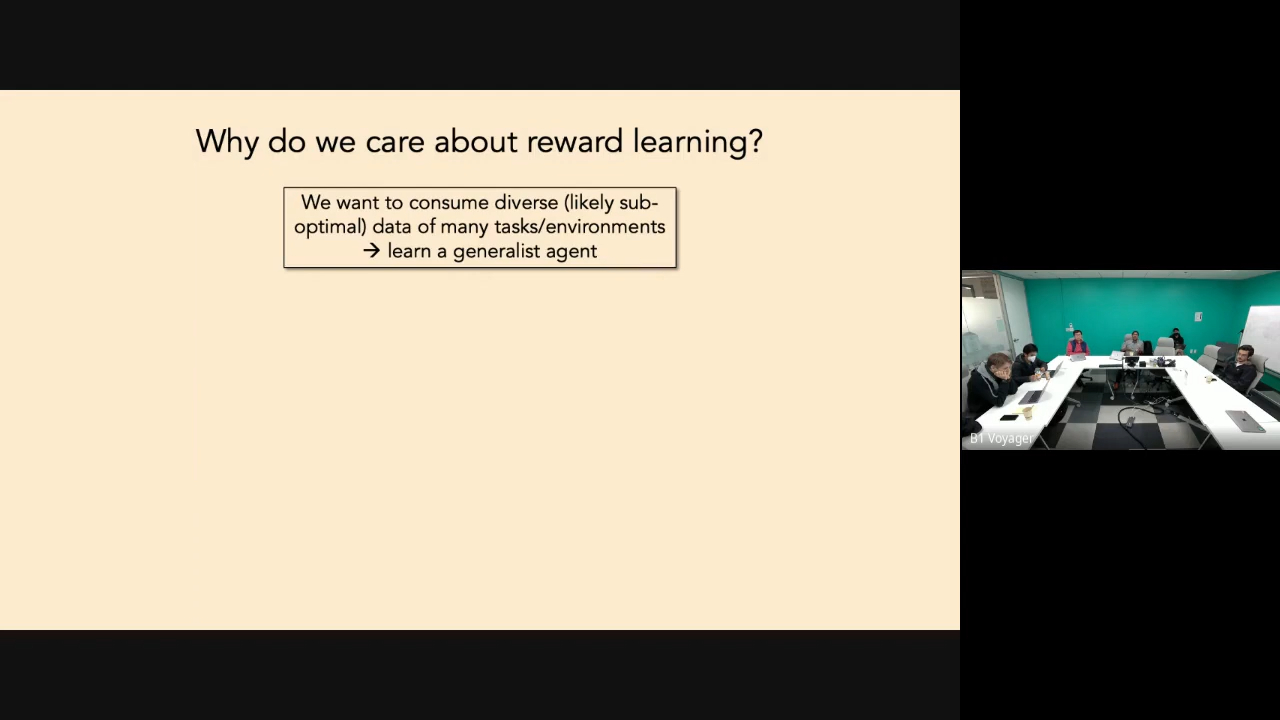 Why do we care about reward learning?
We want to consume diverse (likely sub-
optimal) data of many tasks/environments
→ learn a generalist agent
B1 Voyager